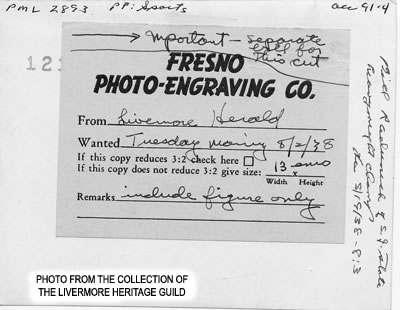 PML 2893 PP: Sports acc 91.4
Important - separate
bill for
this cut
121
FRESNO
PHOTO-ENGRAVING CO.
From Livermore Herald
Wanted Tuesday morning 8/2/38
If this copy reduces 3:2 check here
If this copy does not reduce 3:2 give size: 13 ems x
Width Height
Remarks include figure only
PHOTO FROM THE COLLECTION OF
THE LIVERMORE HERITAGE GUILD